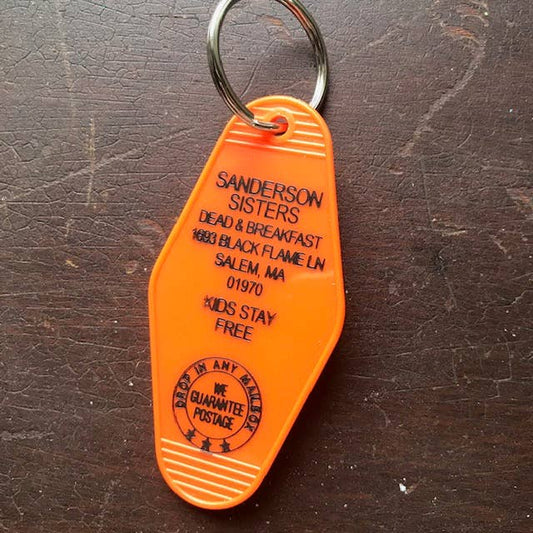 SANDERSON
SISTERS
DEAD & BREAKFAST
1693 BLACK FLAME LN
SALEM, MA
01970
KIDS STAY
FREE
DROP IN ANY MAILBOX
WE
GUARANTEE
POSTAGE